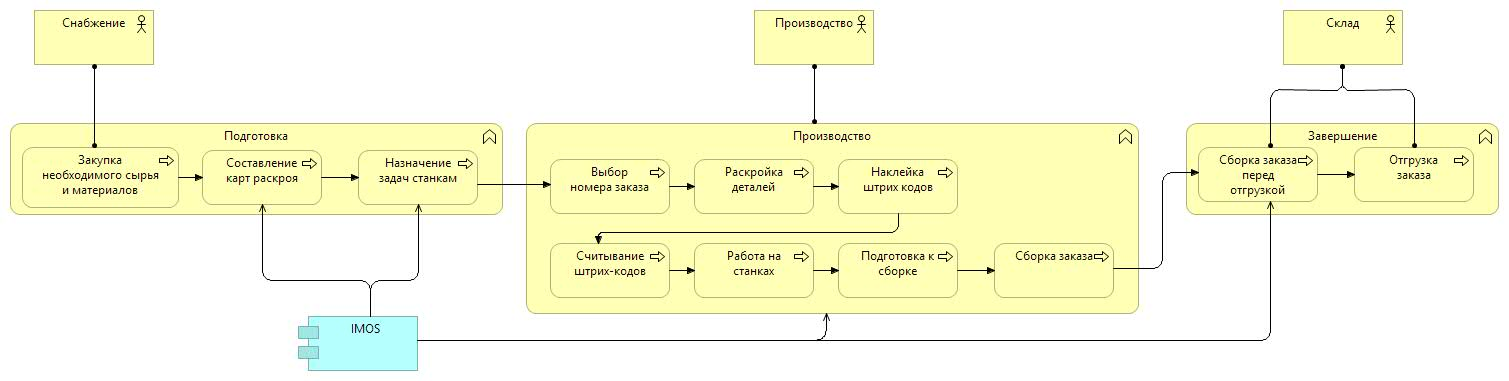 Снабжение
Производство
Склад
Подготовка
Закупка
необходимого сырья
и материалов
Составление
карт раскроя
Назначение
задач станкам
Производство
Выбор
номера заказа
Раскройка
деталей
Наклейка
штрих кодов
Считывание
штрих-кодов
Работа на
станках
Подготовка к
сборке
Сборка заказа
Завершение
Сборка заказа
перед
отгрузкой
Отгрузка
заказа
IMOS